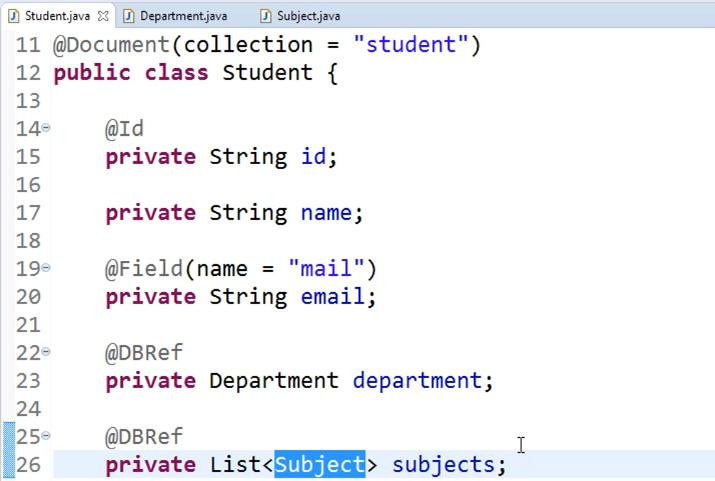 Student.java Department.java Subject.java
11 @Document(collection = "student")
12 public class Student {
13
14 @Id
15 private String id;
16
17 private String name;
18
19 @Field(name = "mail")
20 private String email;
21
22 @DBRef
23 private Department department;
24
25 @DBRef
26 private List<Subject> subjects;